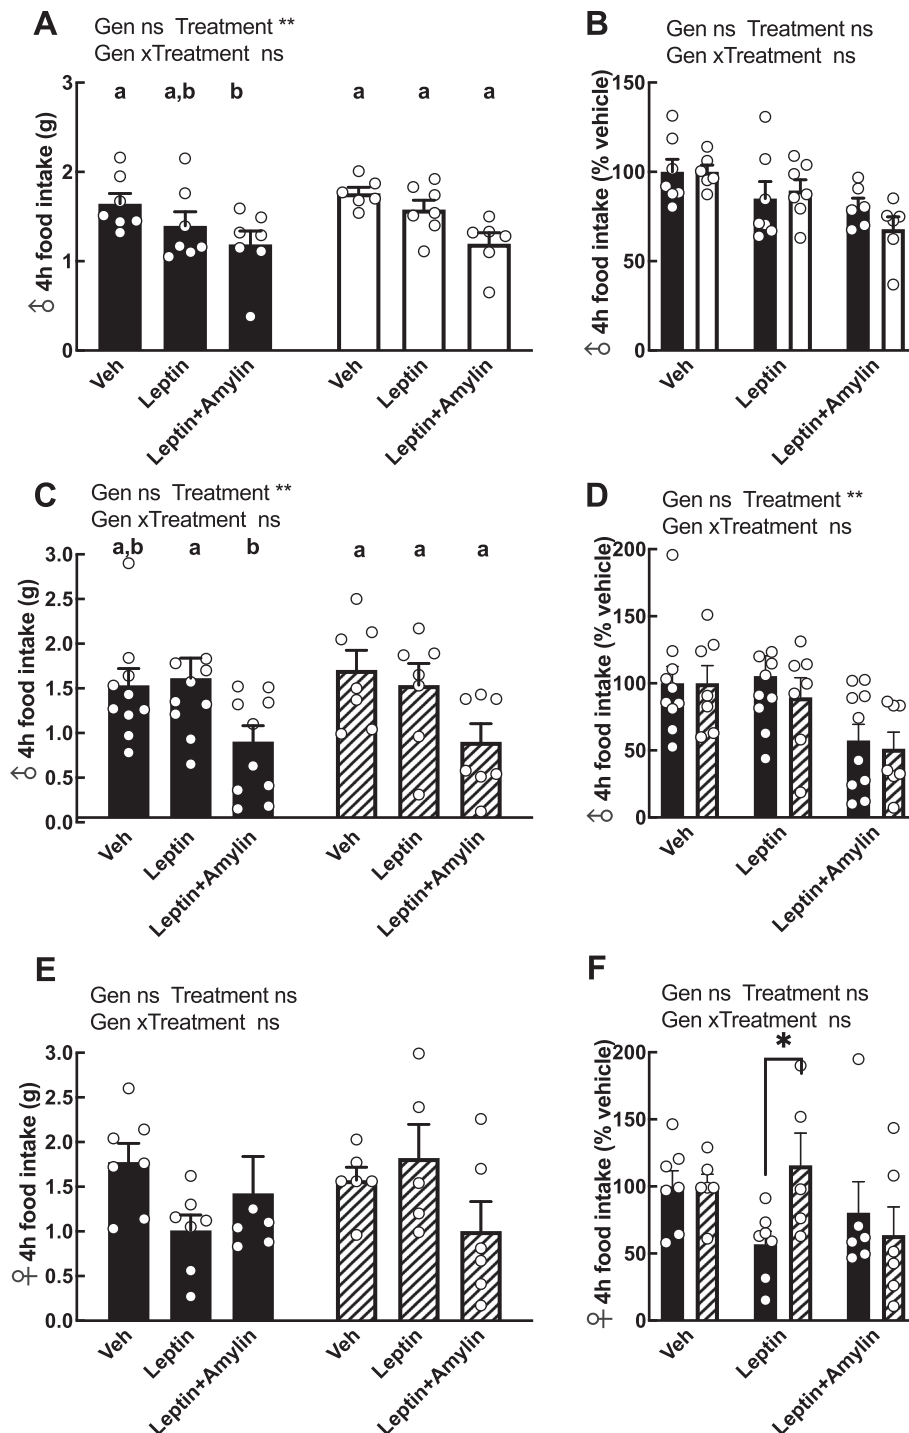 A
Gen ns Treatment **
Gen xTreatment ns
♂ 4h food intake (g)
3
2
1
0
a
a,b
b
a
a
a
Veh
Leptin
Leptin+Amylin
Veh
Leptin
Leptin+Amylin
B
Gen ns Treatment ns
Gen xTreatment ns
♂ 4h food intake (% vehicle)
150
100
50
0
Veh
Leptin
Leptin+Amylin
C
Gen ns Treatment **
Gen xTreatment ns
♂ 4h food intake (g)
3.0
2.5
2.0
1.5
1.0
0.5
0.0
a,b
a
b
a
a
a
Veh
Leptin
Leptin+Amylin
Veh
Leptin
Leptin+Amylin
D
Gen ns Treatment **
Gen xTreatment ns
♂ 4h food intake (% vehicle)
200
150
100
50
0
Veh
Leptin
Leptin+Amylin
E
Gen ns Treatment ns
Gen xTreatment ns
♀ 4h food intake (g)
3.0
2.5
2.0
1.5
1.0
0.5
0.0
Veh
Leptin
Leptin+Amylin
Veh
Leptin
Leptin+Amylin
F
Gen ns Treatment ns
Gen xTreatment ns
♀ 4h food intake (% vehicle)
200
150
100
50
0
*
Veh
Leptin
Leptin+Amylin